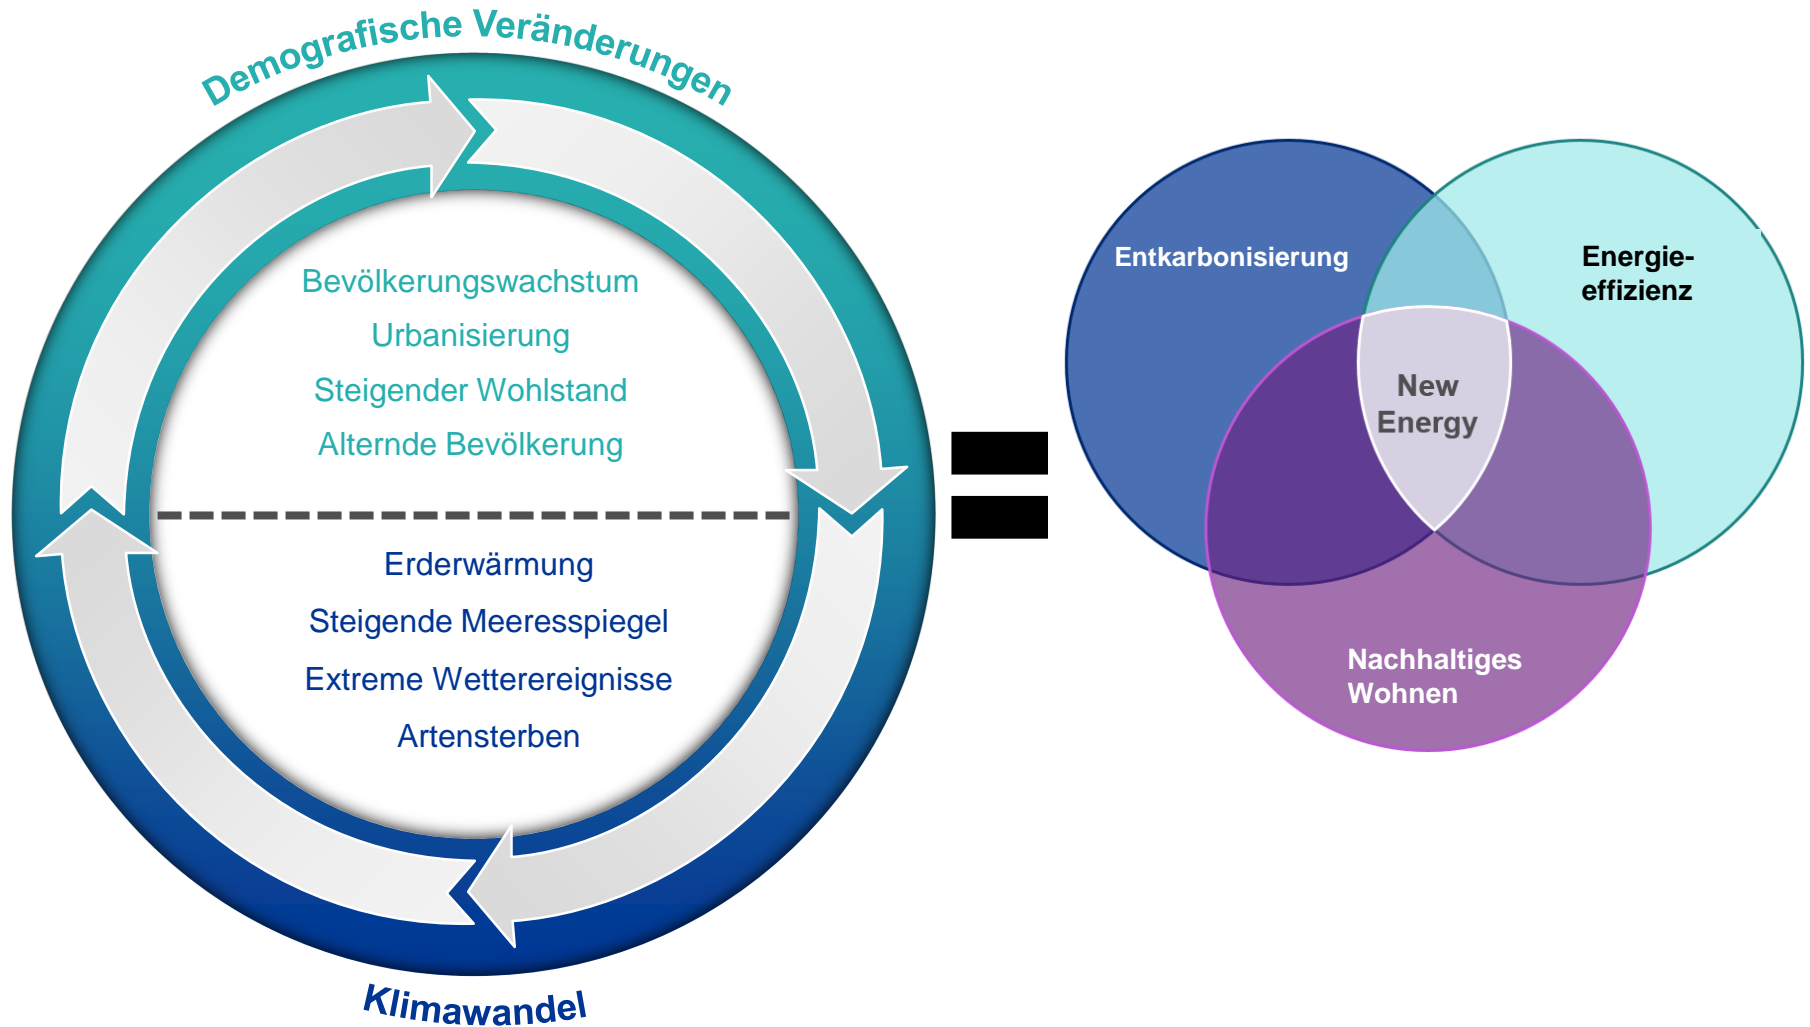 Demografische Veränderungen
Bevölkerungswachstum
Urbanisierung
Steigender Wohlstand
Alternde Bevölkerung
Erderwärmung
Steigende Meeresspiegel
Extreme Wetterereignisse
Artensterben
Klimawandel
Entkarbonisierung
Energie-
effizienz
New
Energy
Nachhaltiges
Wohnen